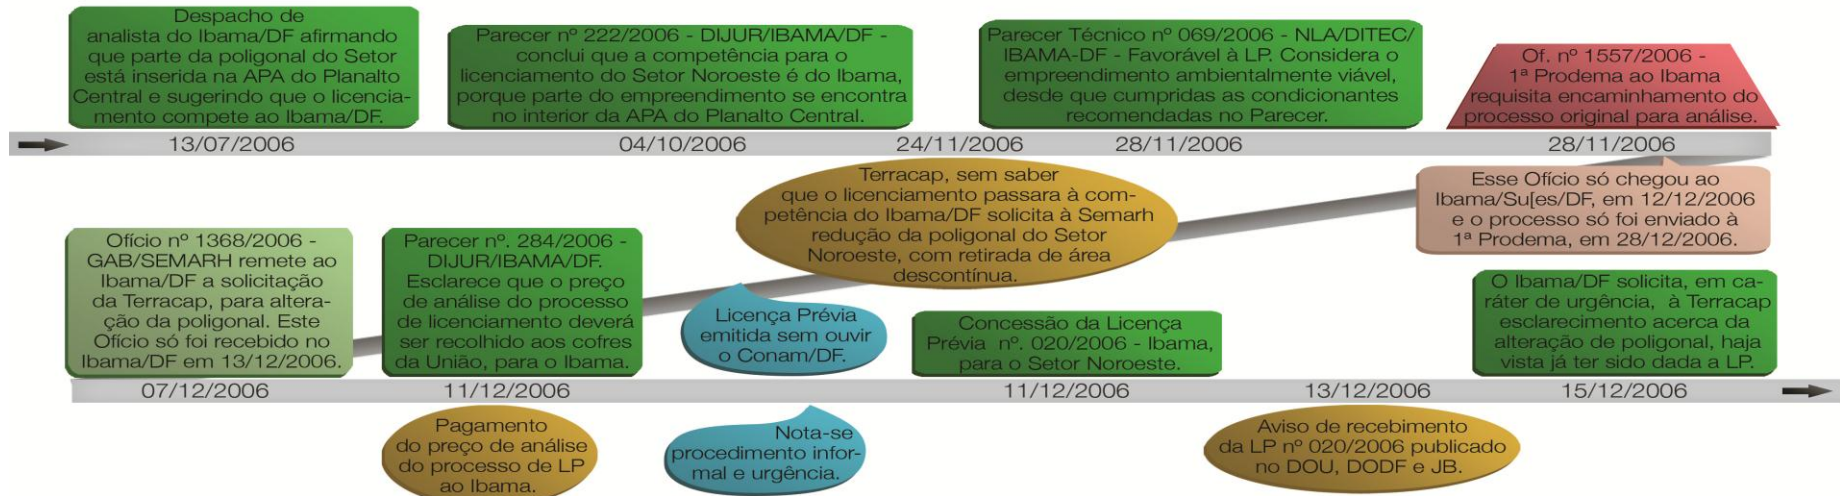 Despacho de
analista do Ibama/DF afirmando
que parte da poligonal do Setor
está inserida na APA do Planalto
Central e sugerindo que o licencia-
mento compete ao Ibama/DF.
13/07/2006
Parecer nº 222/2006 - DIJUR/IBAMA/DF -
conclui que a competência para o
licenciamento do Setor Noroeste é do Ibama,
porque parte do empreendimento se encontra
no interior da APA do Planalto Central.
04/10/2006
24/11/2006
Terracap, sem saber
que o licenciamento passara à com-
petência do Ibama/DF solicita à Semarh
redução da poligonal do Setor
Noroeste, com retirada de área
descontínua.
Parecer Técnico nº 069/2006 - NLA/DITEC/
IBAMA-DF - Favorável à LP. Considera o
empreendimento ambientalmente viável,
desde que cumpridas as condicionantes
recomendadas no Parecer.
28/11/2006
Of. nº 1557/2006 -
1ª Prodema ao Ibama
requisita encaminhamento do
processo original para análise.
28/11/2006
Esse Ofício só chegou ao
Ibama/Su[es/DF, em 12/12/2006
e o processo só foi enviado à
1ª Prodema, em 28/12/2006.
Ofício nº 1368/2006 -
GAB/SEMARH remete ao
Ibama/DF a solicitação
da Terracap, para altera-
ção da poligonal. Este
Ofício só foi recebido no
Ibama/DF em 13/12/2006.
07/12/2006
Parecer nº. 284/2006 -
DIJUR/IBAMA/DF.
Esclarece que o preço
de análise do processo
de licenciamento deverá
ser recolhido aos cofres
da União, para o Ibama.
11/12/2006
Pagamento
do preço de análise
do processo de LP
ao Ibama.
Licença Prévia
emitida sem ouvir
o Conam/DF.
Nota-se
procedimento infor-
mal e urgência.
Concessão da Licença
Prévia nº. 020/2006 - Ibama,
para o Setor Noroeste.
11/12/2006
13/12/2006
Aviso de recebimento
da LP nº 020/2006 publicado
no DOU, DODF e JB.
O Ibama/DF solicita, em ca-
ráter de urgência, à Terracap
esclarecimento acerca da
alteração de poligonal, haja
vista já ter sido dada a LP.
15/12/2006